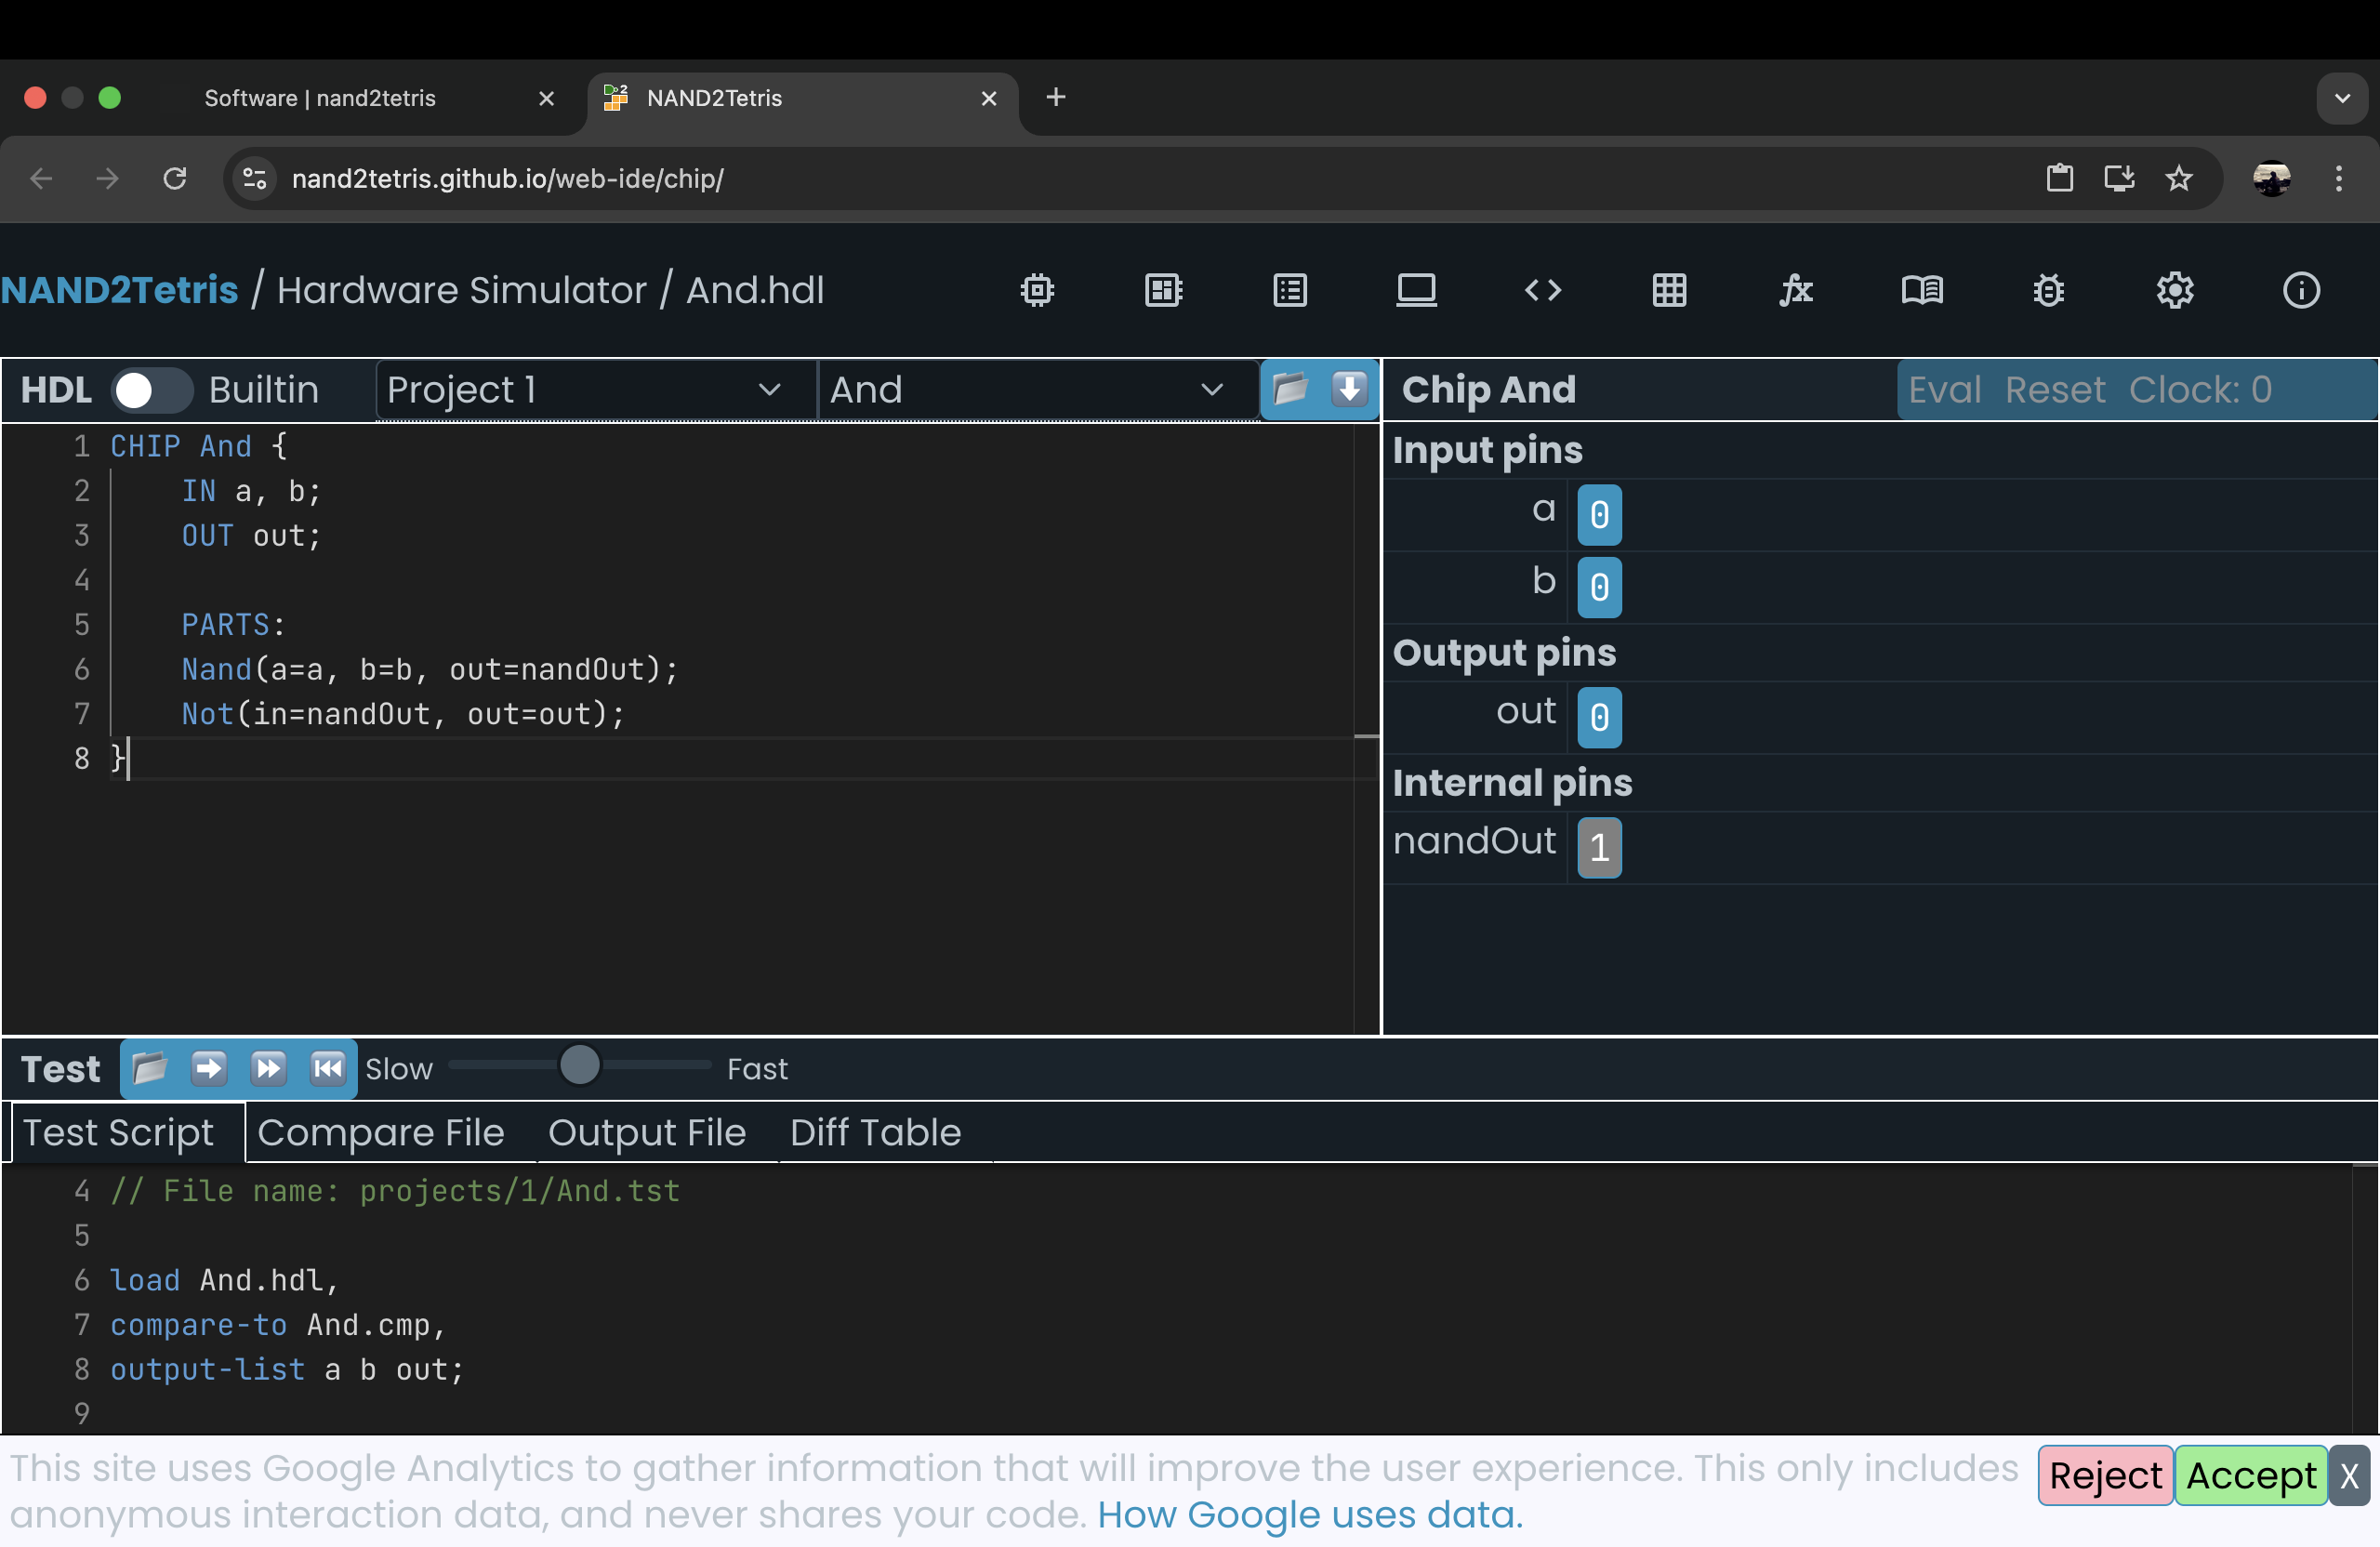 Software | nand2tetris
NAND2Tetris
nand2tetris.github.io/web-ide/chip/
NAND2Tetris / Hardware Simulator / And.hdl
HDL Builtin Project 1 And
Chip And Eval Reset Clock: 0
1 CHIP And {
2 IN a, b;
3 OUT out;
4
5 PARTS:
6 Nand(a=a, b=b, out=nandOut);
7 Not(in=nandOut, out=out);
8 }
Input pins
a 0
b 0
Output pins
out 0
Internal pins
nandOut 1
Test Slow Fast
Test Script Compare File Output File Diff Table
4 // File name: projects/1/And.tst
5
6 load And.hdl,
7 compare-to And.cmp,
8 output-list a b out;
9
This site uses Google Analytics to gather information that will improve the user experience. This only includes
anonymous interaction data, and never shares your code. How Google uses data.
Reject Accept X